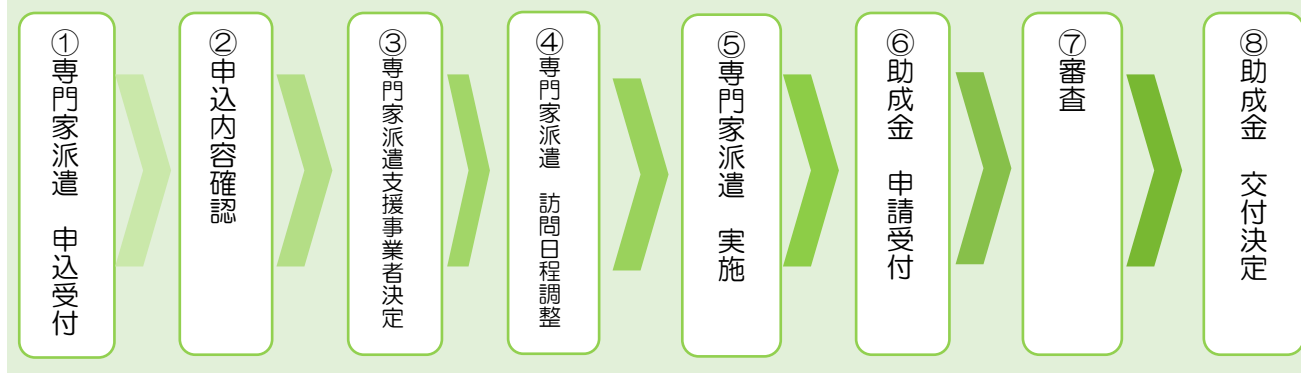 ①専門家派遣　申込受付
②申込内容確認
③専門家派遣支援事業者決定
④専門家派遣　訪問日程調整
⑤専門家派遣　実施
⑥助成金　申請受付
⑦審査
⑧助成金　交付決定